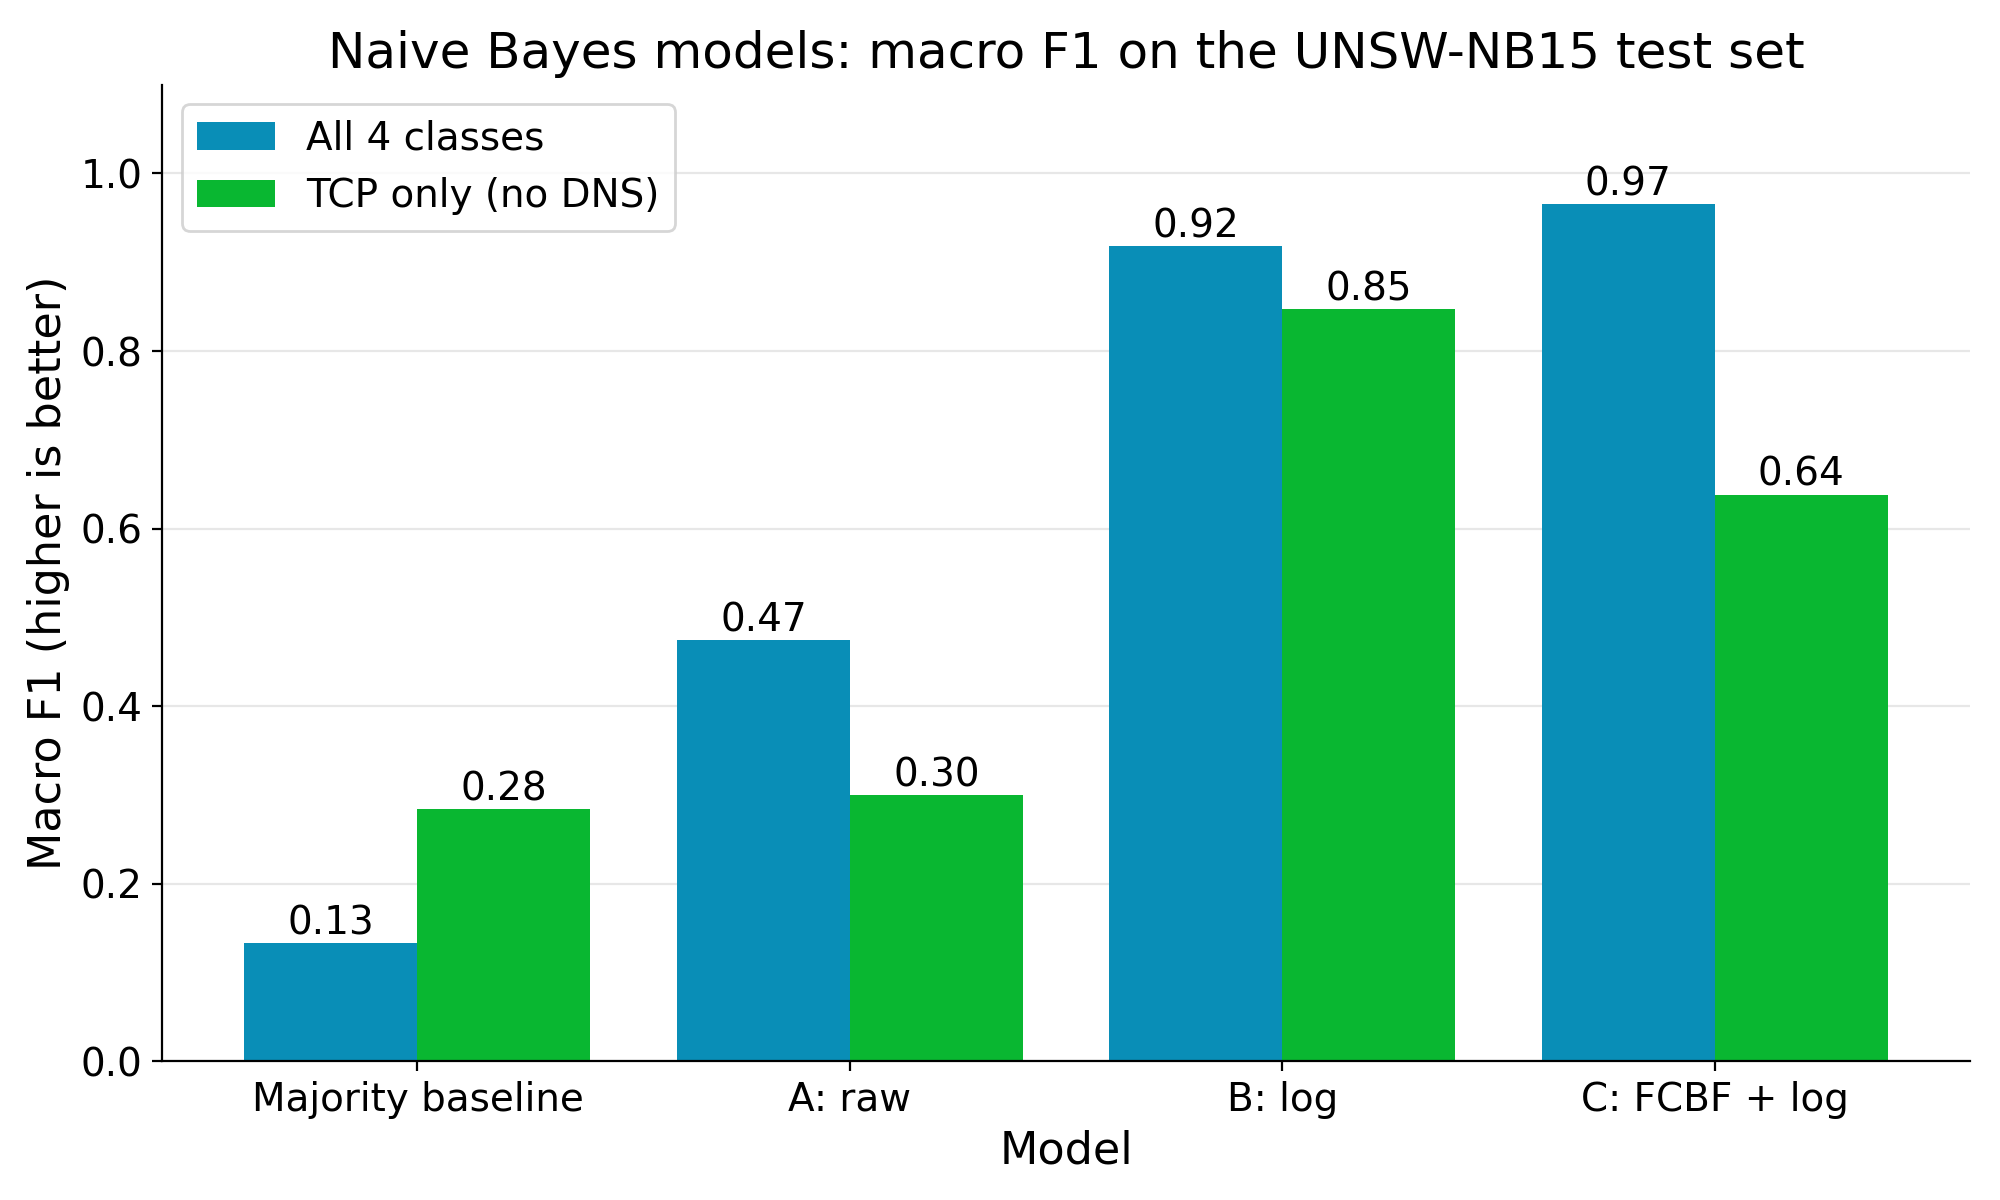 Naive Bayes models: macro F1 on the UNSW-NB15 test set
All 4 classes
TCP only (no DNS)
Macro F1 (higher is better)
1.0
0.8
0.6
0.4
0.2
0.0
0.13
0.28
0.47
0.30
0.92
0.85
0.97
0.64
Majority baseline
A: raw
B: log
C: FCBF + log
Model